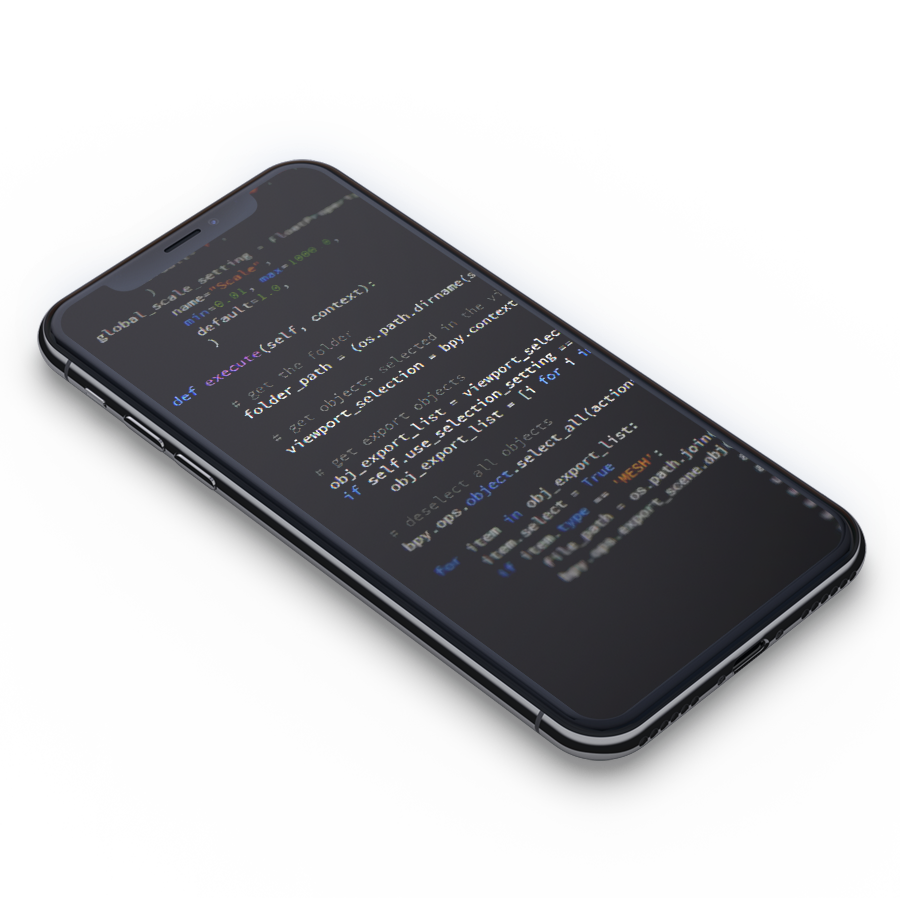 )
global_scale_setting = FloatProperty
name="Scale",
min=0.01, max=1000.0,
default=1.0,
)
def execute(self, context):
# get the folder
folder_path = (os.path.dirname(s
# get objects selected in the vi
viewport_selection = bpy.context
# get export objects
obj_export_list = viewport_selec
if self.use_selection_setting ==
obj_export_list = [i for i i
# deselect all objects
bpy.ops.object.select_all(action
for item in obj_export_list:
item.select = True
if item.type == 'MESH':
file_path = os.path.join(
bpy.ops.export_scene.obj(